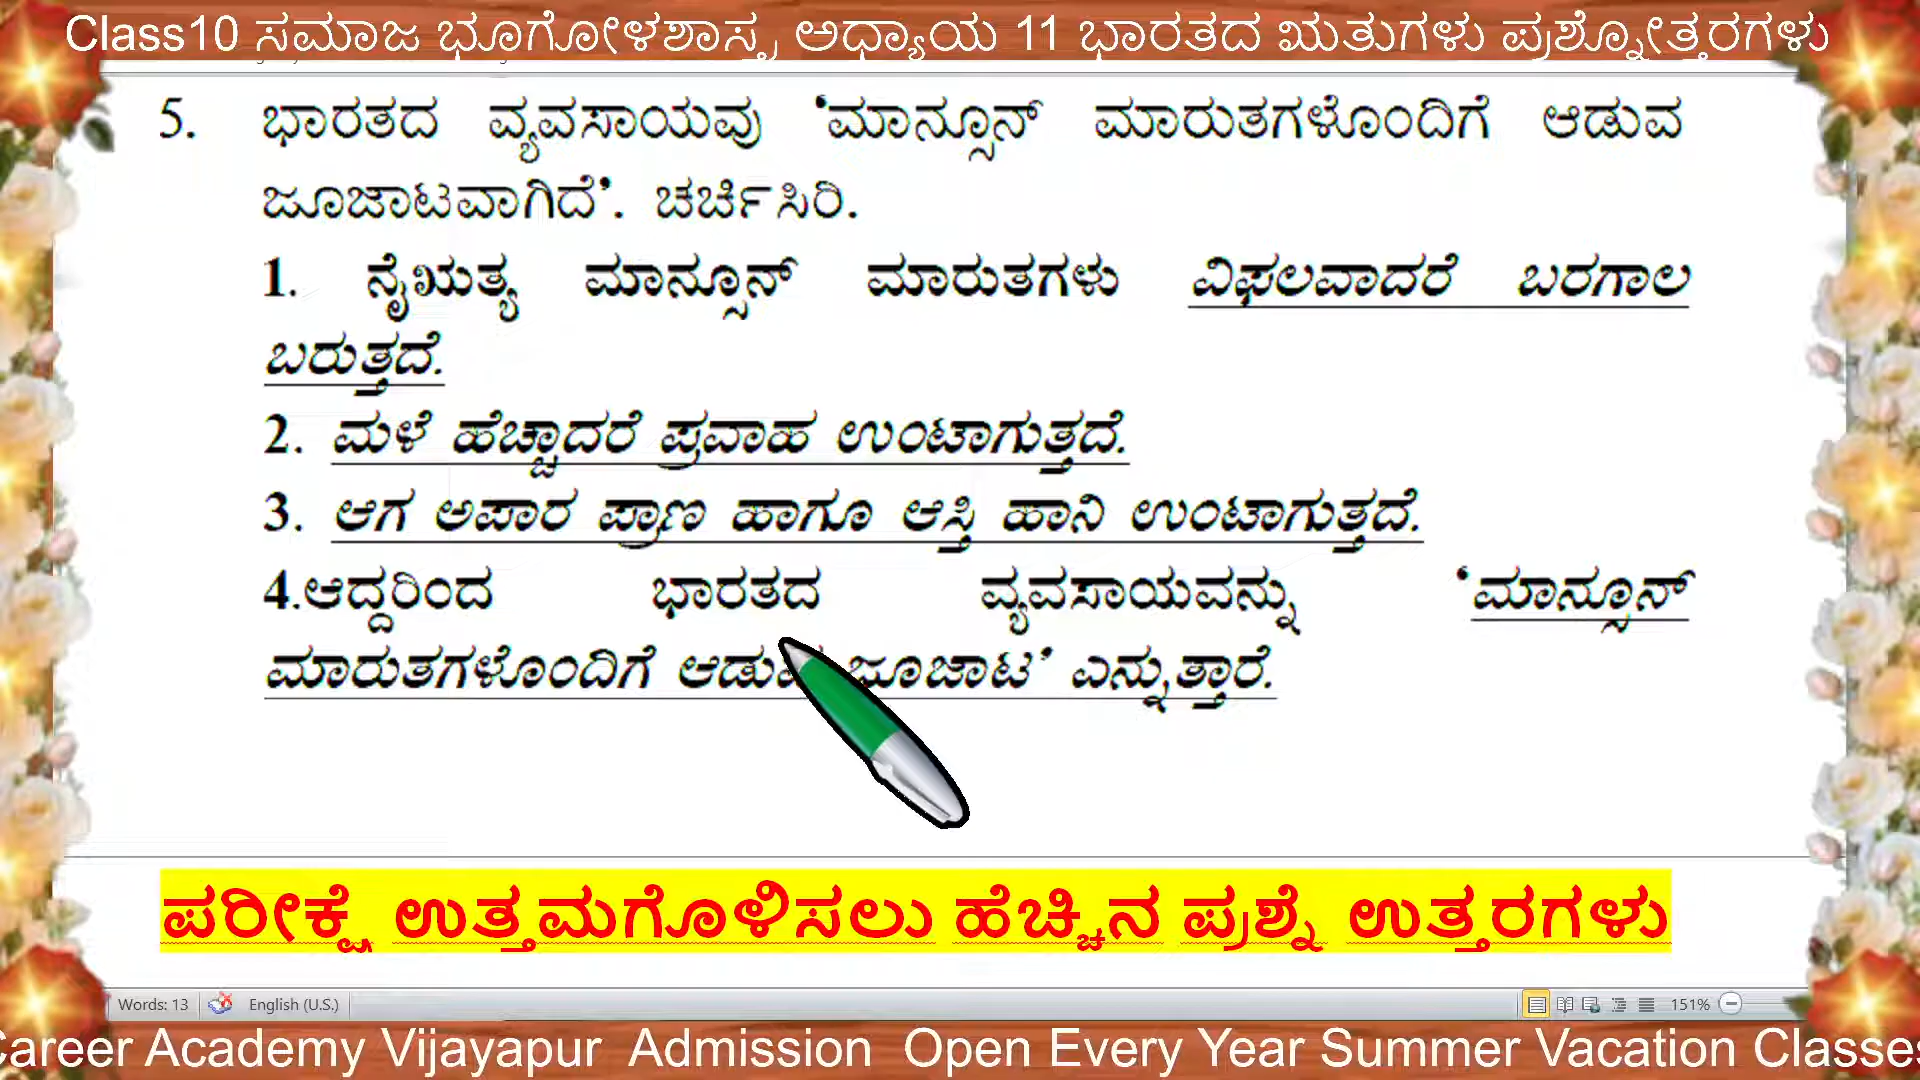 Class10 ಸಮಾಜ ಭೂಗೋಳಶಾಸ್ತ್ರ ಅಧ್ಯಾಯ 11 ಭಾರತದ ಋತುಗಳು ಪ್ರಶ್ನೋತ್ತರಗಳು
5. ಭಾರತದ ವ್ಯವಸಾಯವು ‘ಮಾನ್ಸೂನ್ ಮಾರುತಗಳೊಂದಿಗೆ ಆಡುವ
ಜೂಜಾಟವಾಗಿದೆ’. ಚರ್ಚಿಸಿರಿ.
1. ನೈಋತ್ಯ ಮಾನ್ಸೂನ್ ಮಾರುತಗಳು ವಿಫಲವಾದರೆ ಬರಗಾಲ
ಬರುತ್ತದೆ.
2. ಮಳೆ ಹೆಚ್ಚಾದರೆ ಪ್ರವಾಹ ಉಂಟಾಗುತ್ತದೆ.
3. ಆಗ ಅಪಾರ ಪ್ರಾಣ ಹಾಗೂ ಆಸ್ತಿ ಹಾನಿ ಉಂಟಾಗುತ್ತದೆ.
4.ಆದ್ದರಿಂದ ಭಾರತದ ವ್ಯವಸಾಯವನ್ನು ‘ಮಾನ್ಸೂನ್
ಮಾರುತಗಳೊಂದಿಗೆ ಆಡುವ ಜೂಜಾಟ’ ಎನ್ನುತ್ತಾರೆ.
ಪರೀಕ್ಷೆ ಉತ್ತಮಗೊಳಿಸಲು ಹೆಚ್ಚಿನ ಪ್ರಶ್ನೆ ಉತ್ತರಗಳು
Words: 13 English (U.S.) 151%
Career Academy Vijayapur Admission Open Every Year Summer Vacation Classes